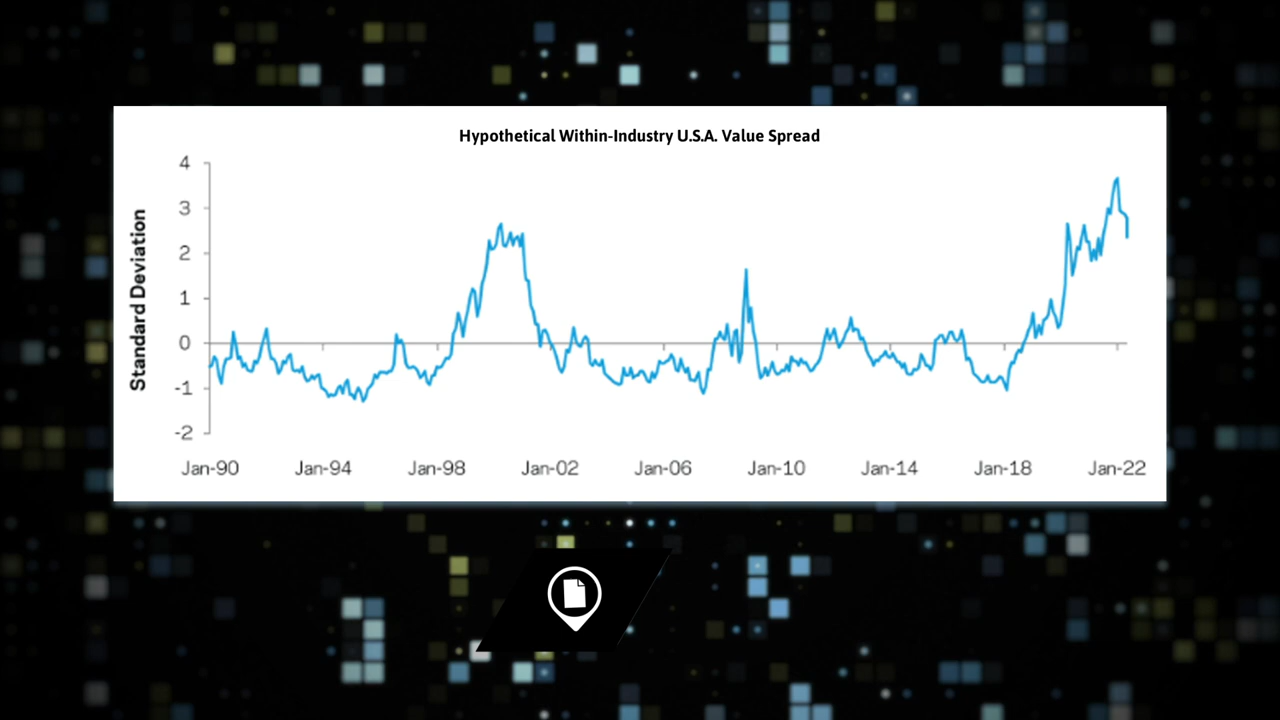 Hypothetical Within-Industry U.S.A. Value Spread
Standard Deviation
4
3
2
1
0
-1
-2
Jan-90 Jan-94 Jan-98 Jan-02 Jan-06 Jan-10 Jan-14 Jan-18 Jan-22